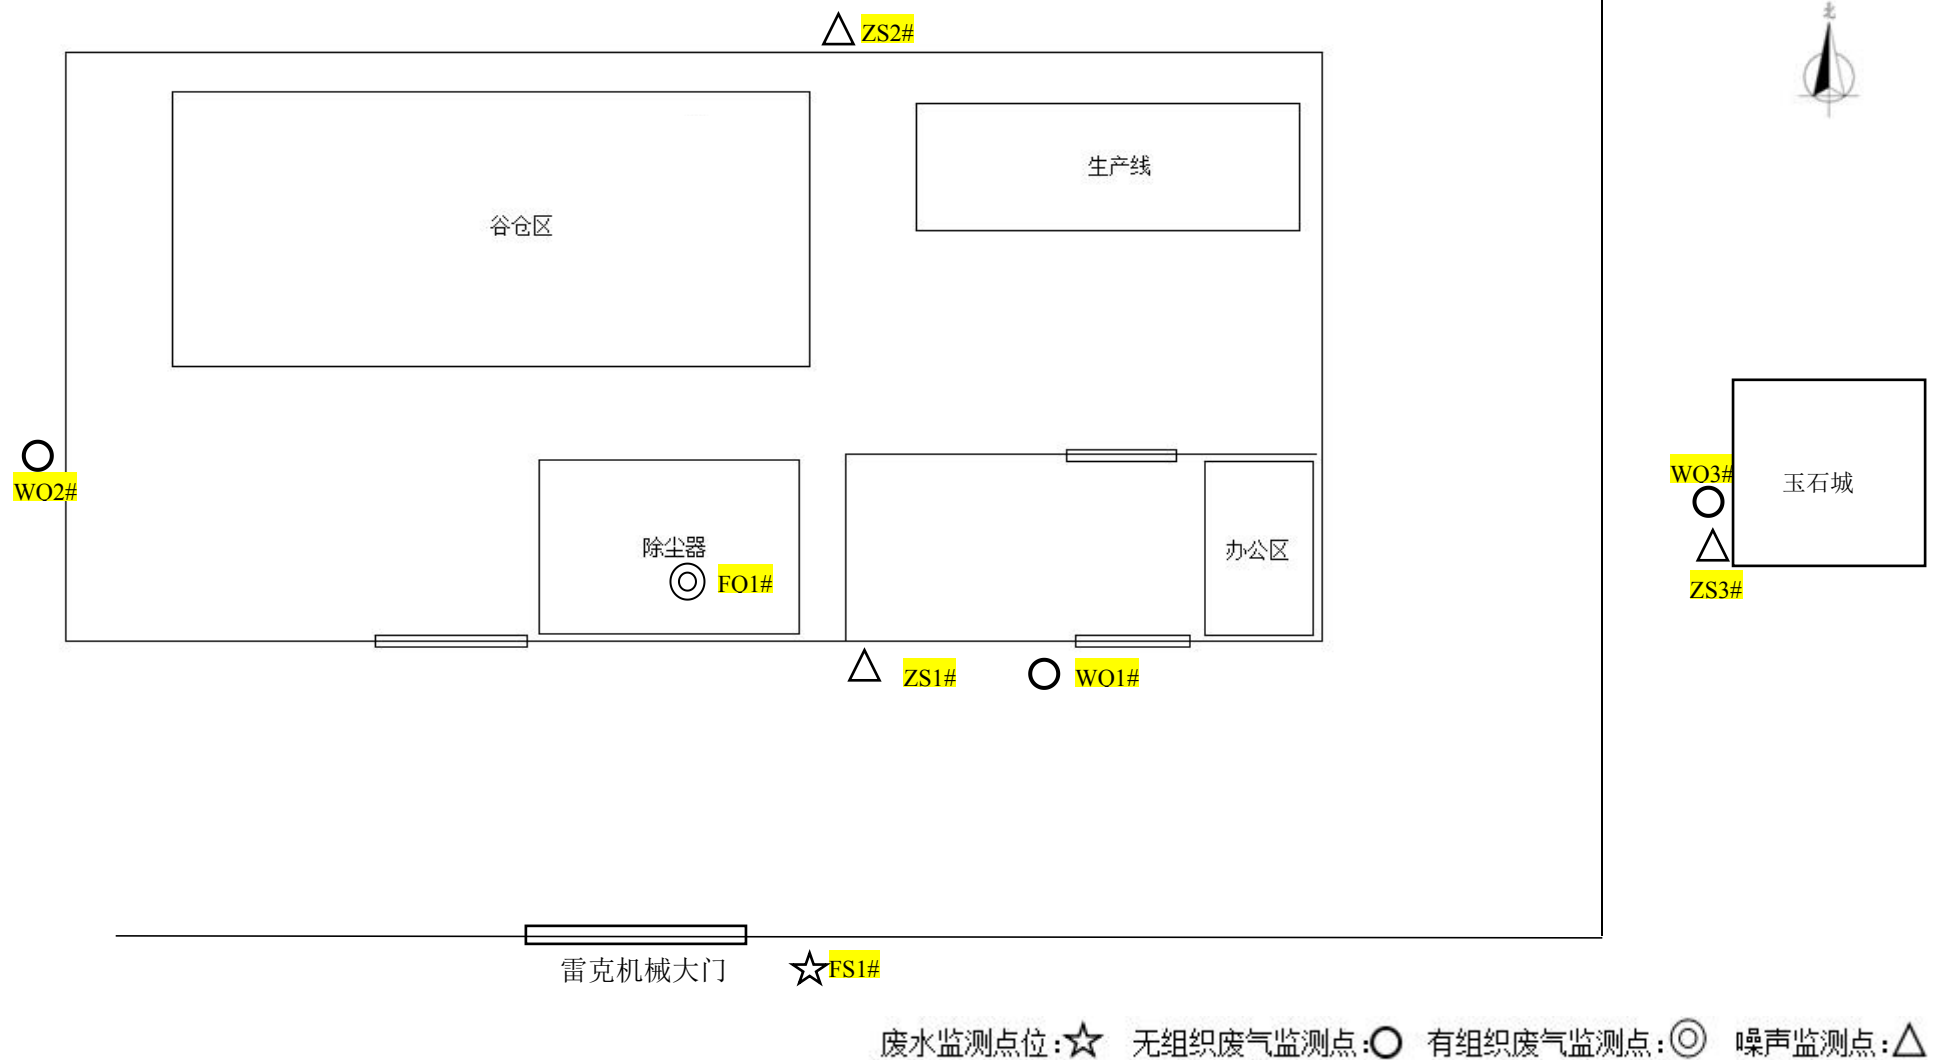 北
ZS2#
生产线
谷仓区
WO2#
WO3#
玉石城
除尘器
办公区
FO1#
ZS3#
ZS1#
WO1#
雷克机械大门
FS1#
废水监测点位:☆ 无组织废气监测点:○ 有组织废气监测点:◎ 噪声监测点:△